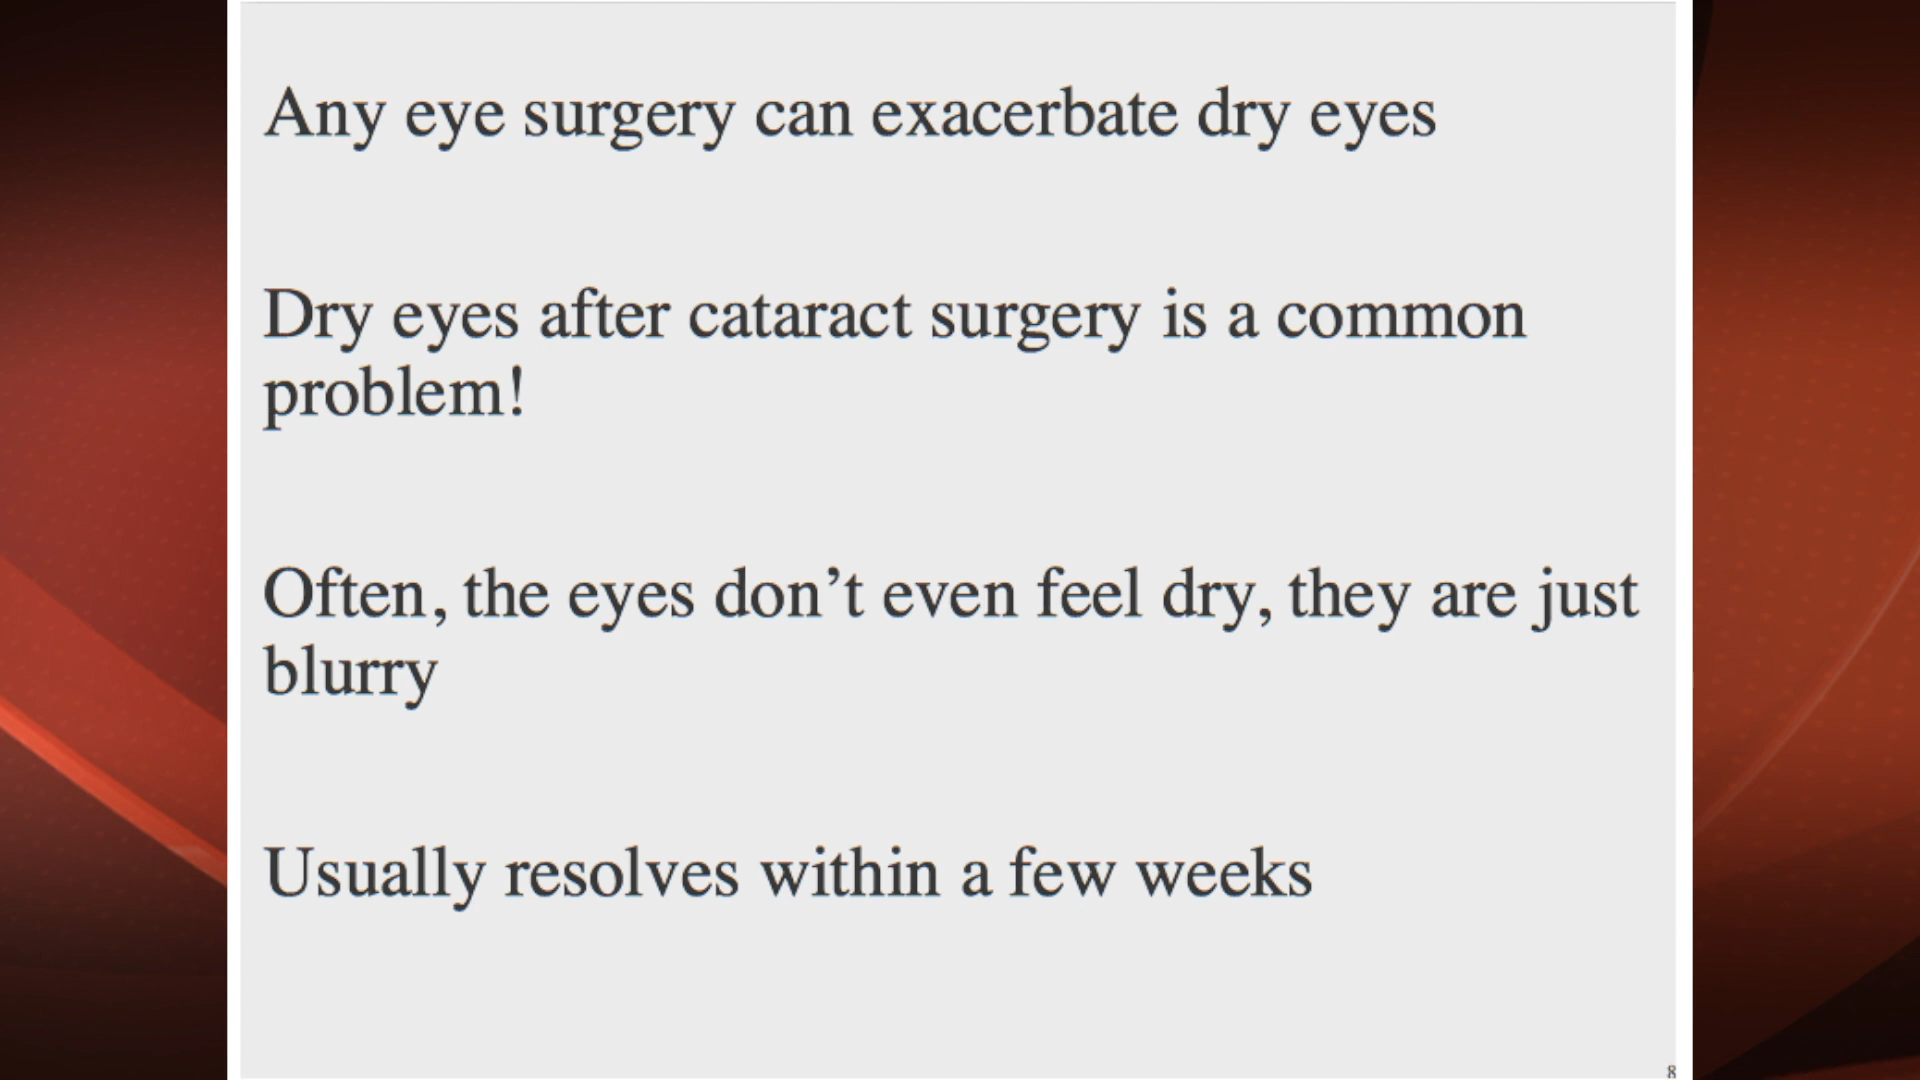 Any eye surgery can exacerbate dry eyes
Dry eyes after cataract surgery is a common
problem!
Often, the eyes don’t even feel dry, they are just
blurry
Usually resolves within a few weeks
8